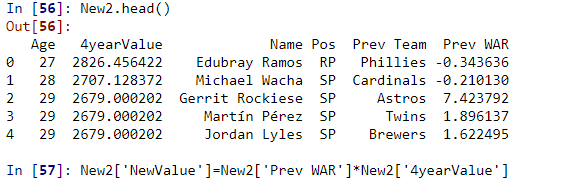 In [56]: New2.head()
Out[56]:
Age 4yearValue Name Pos Prev Team Prev WAR
0 27 2826.456422 Edubray Ramos RP Phillies -0.343636
1 28 2707.128372 Michael Wacha SP Cardinals -0.210130
2 29 2679.000202 Gerrit Rockiese SP Astros 7.423792
3 29 2679.000202 Martín Pérez SP Twins 1.896137
4 29 2679.000202 Jordan Lyles SP Brewers 1.622495
In [57]: New2['NewValue']=New2['Prev WAR']*New2['4yearValue']